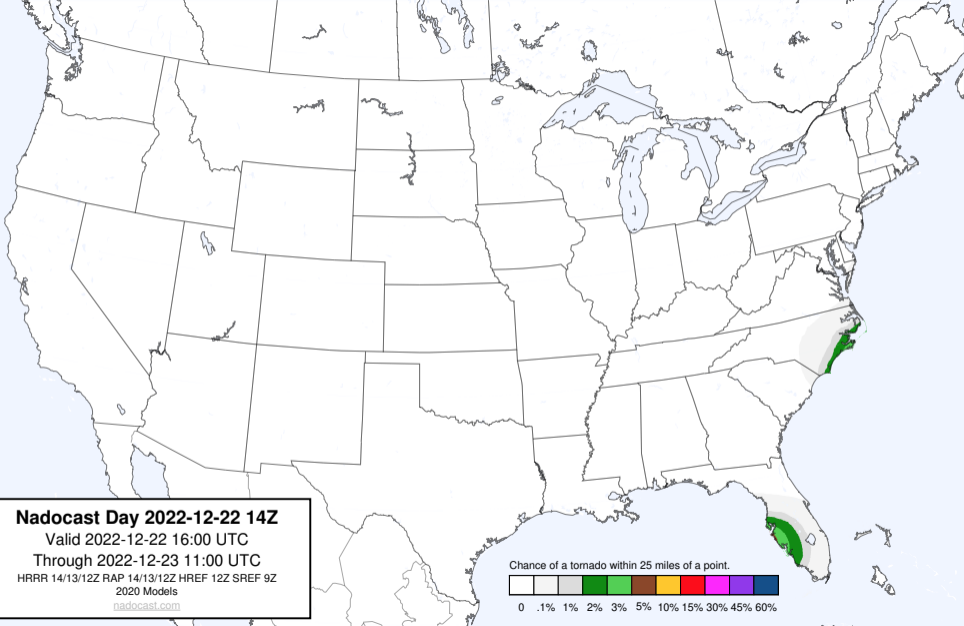 Nadocast Day 2022-12-22 14Z
Valid 2022-12-22 16:00 UTC
Through 2022-12-23 11:00 UTC
HRRR 14/13/12Z RAP 14/13/12Z HREF 12Z SREF 9Z
2020 Models
nadocast.com
Chance of a tornado within 25 miles of a point.
0 .1% 1% 2% 3% 5% 10% 15% 30% 45% 60%